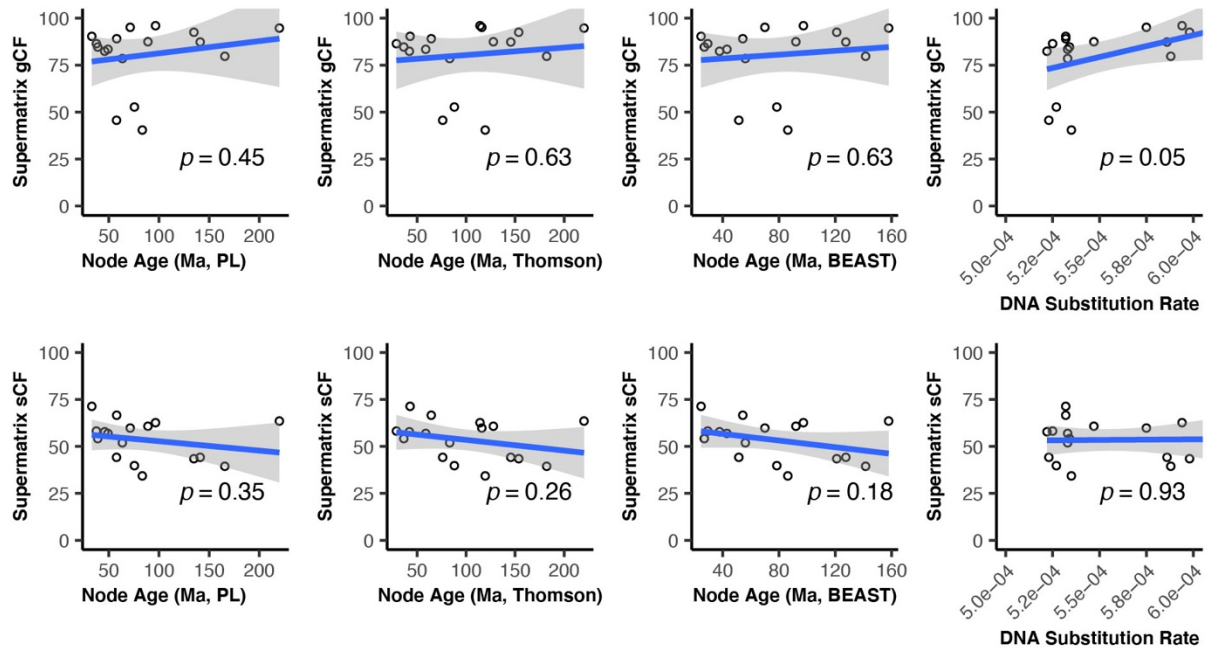 Supermatrix gCF
100
75
50
25
0
p = 0.45
50 100 150 200
Node Age (Ma, PL)
Supermatrix gCF
100
75
50
25
0
p = 0.63
50 100 150 200
Node Age (Ma, Thomson)
Supermatrix gCF
100
75
50
25
0
p = 0.63
40 80 120 160
Node Age (Ma, BEAST)
Supermatrix gCF
100
75
50
25
0
p = 0.05
5.0e−04 5.2e−04 5.5e−04 5.8e−04 6.0e−04
DNA Substitution Rate
Supermatrix sCF
100
75
50
25
0
p = 0.35
50 100 150 200
Node Age (Ma, PL)
Supermatrix sCF
100
75
50
25
0
p = 0.26
50 100 150 200
Node Age (Ma, Thomson)
Supermatrix sCF
100
75
50
25
0
p = 0.18
40 80 120 160
Node Age (Ma, BEAST)
Supermatrix sCF
100
75
50
25
0
p = 0.93
5.0e−04 5.2e−04 5.5e−04 5.8e−04 6.0e−04
DNA Substitution Rate